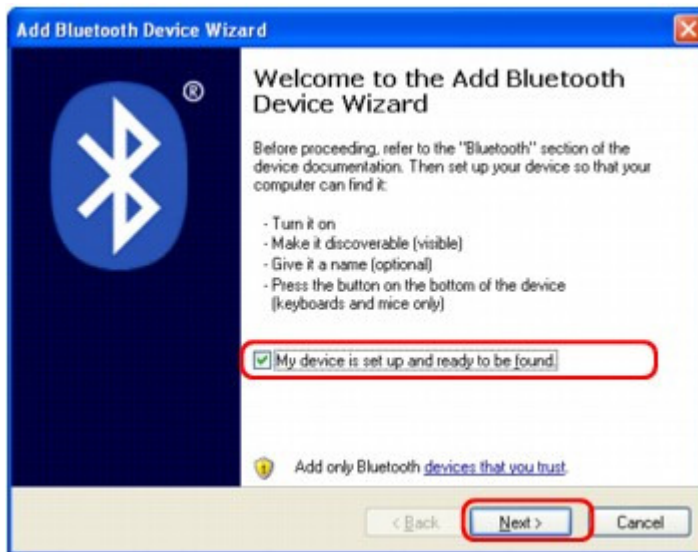 Add Bluetooth Device Wizard
®
Welcome to the Add Bluetooth
Device Wizard
Before proceeding, refer to the "Bluetooth" section of the
device documentation. Then set up your device so that your
computer can find it:
- Turn it on
- Make it discoverable (visible)
- Give it a name (optional)
- Press the button on the bottom of the device
(keyboards and mice only)
My device is set up and ready to be found.
Add only Bluetooth devices that you trust.
< Back
Next >
Cancel